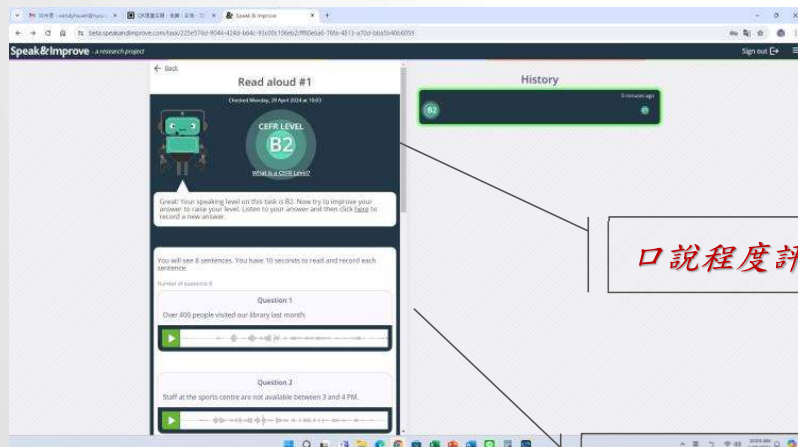 Speak & Improve
Speak&Improve - a research project
Sign out
← Back
Read aloud #1
Checked Monday, 29 April 2024 at 10:03
CEFR LEVEL
B2
What is a CEFR Level?
Great! Your speaking level on this task is B2. Now try to improve your
answer to raise your level. Listen to your answer and then click here to
record a new answer.
You will see 8 sentences. You have 10 seconds to read and record each
sentence.
Number of questions: 8
Question 1
Over 400 people visited our library last month.
Question 2
Staff at the sports centre are not available between 3 and 4 PM.
History
0 minutes ago
B2
口說程度評